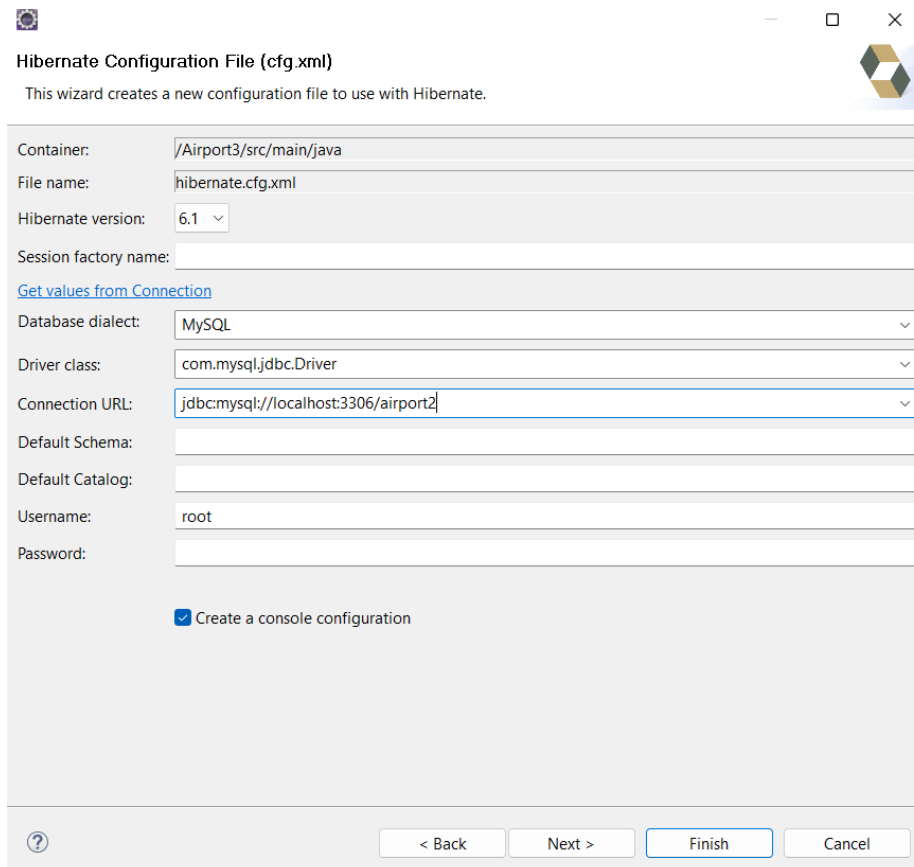 Hibernate Configuration File (cfg.xml)
This wizard creates a new configuration file to use with Hibernate.
Container: /Airport3/src/main/java
File name: hibernate.cfg.xml
Hibernate version: 6.1
Session factory name:
Get values from Connection
Database dialect: MySQL
Driver class: com.mysql.jdbc.Driver
Connection URL: jdbc:mysql://localhost:3306/airport2
Default Schema:
Default Catalog:
Username: root
Password:
Create a console configuration
? < Back Next > Finish Cancel